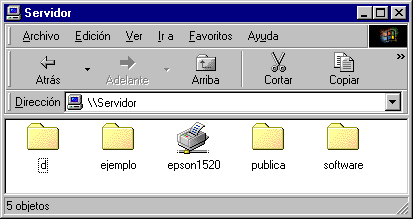 Servidor
Archivo Edición Ver Ir a Favoritos Ayuda
Atrás Adelante Arriba Cortar Copiar »
Dirección \\Servidor
d ejemplo epson1520 publica software
5 objetos